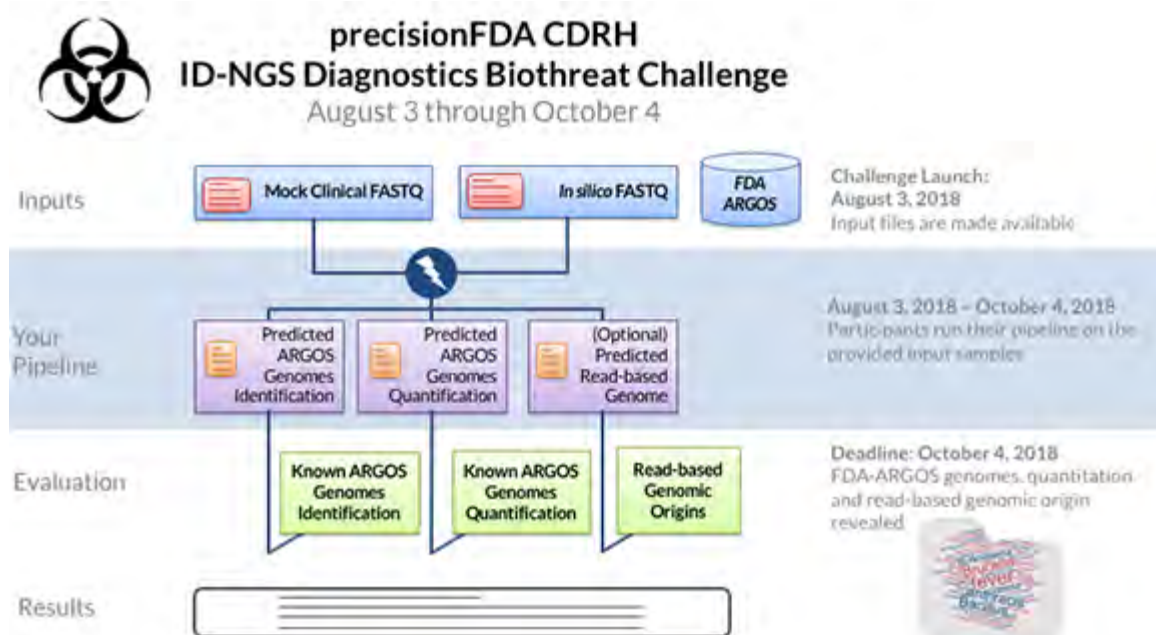 precisionFDA CDRH
ID-NGS Diagnostics Biothreat Challenge
August 3 through October 4
Inputs
Mock Clinical FASTQ
In silico FASTQ
FDA
ARGOS
Challenge Launch:
August 3, 2018
Input files are made available
Your
Pipeline
Predicted
ARGOS
Genomes
Identification
Predicted
ARGOS
Genomes
Quantification
(Optional)
Predicted
Read-based
Genome
August 3, 2018 – October 4, 2018
Participants run their pipeline on the
provided input samples
Evaluation
Known ARGOS
Genomes
Identification
Known ARGOS
Genomes
Quantification
Read-based
Genomic
Origins
Deadline: October 4, 2018
FDA-ARGOS genomes, quantitation
and read-based genomic origin
revealed
Results
fever